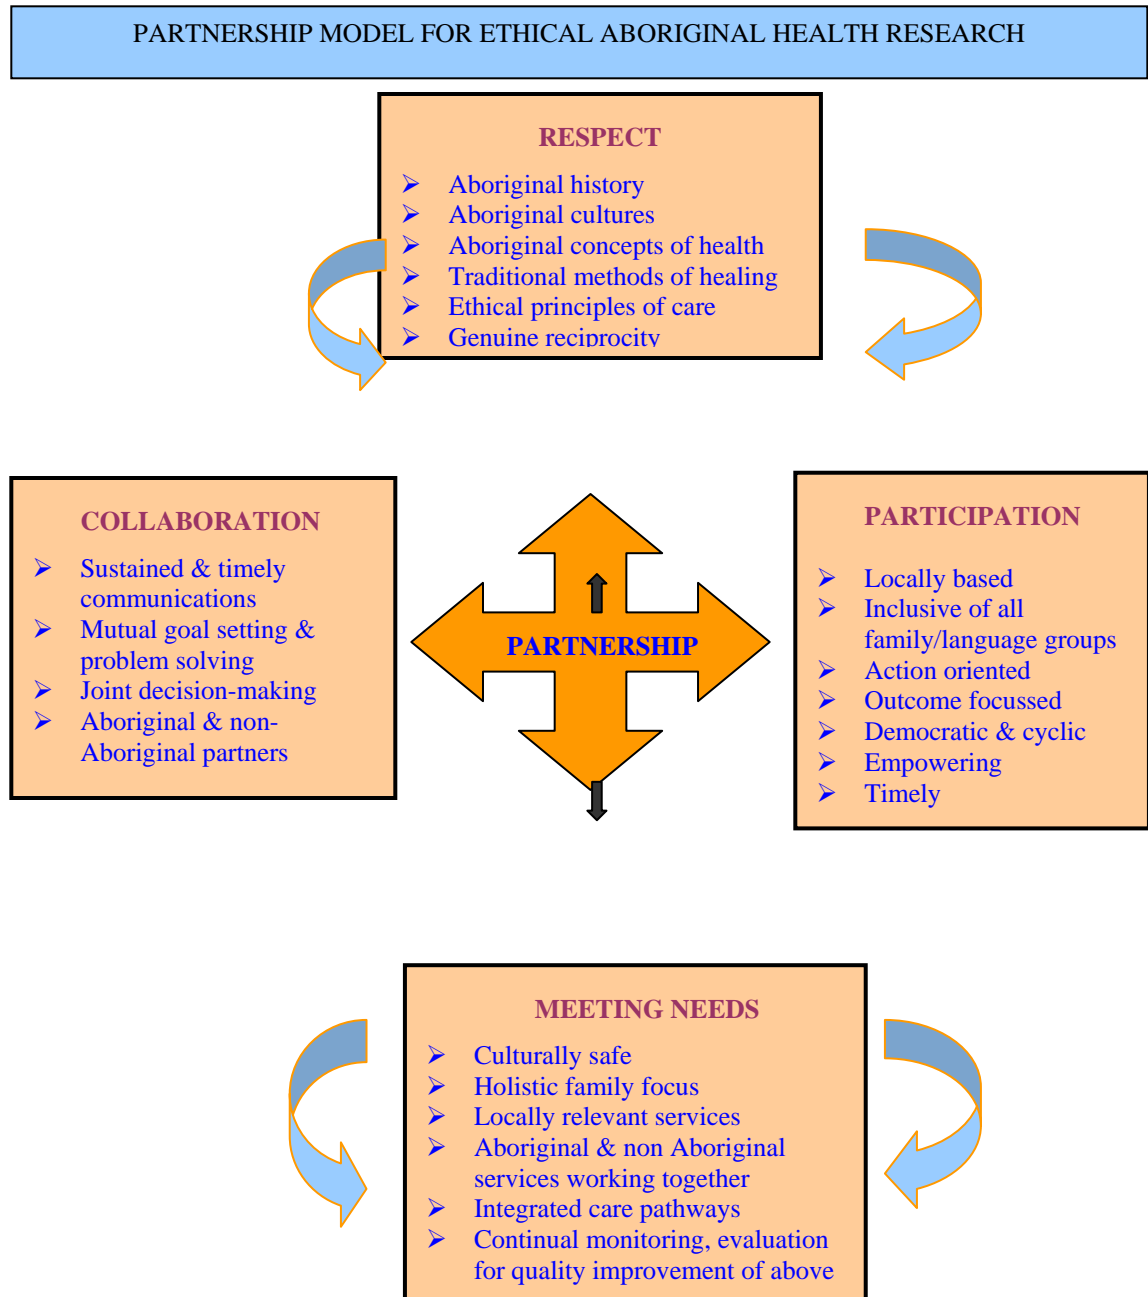 PARTNERSHIP MODEL FOR ETHICAL ABORIGINAL HEALTH RESEARCH
RESPECT
➢ Aboriginal history
➢ Aboriginal cultures
➢ Aboriginal concepts of health
➢ Traditional methods of healing
➢ Ethical principles of care
➢ Genuine reciprocity
COLLABORATION
➢ Sustained & timely
communications
➢ Mutual goal setting &
problem solving
➢ Joint decision-making
➢ Aboriginal & non-
Aboriginal partners
PARTNERSHIP
PARTICIPATION
➢ Locally based
➢ Inclusive of all
family/language groups
➢ Action oriented
➢ Outcome focussed
➢ Democratic & cyclic
➢ Empowering
➢ Timely
MEETING NEEDS
➢ Culturally safe
➢ Holistic family focus
➢ Locally relevant services
➢ Aboriginal & non Aboriginal
services working together
➢ Integrated care pathways
➢ Continual monitoring, evaluation
for quality improvement of above